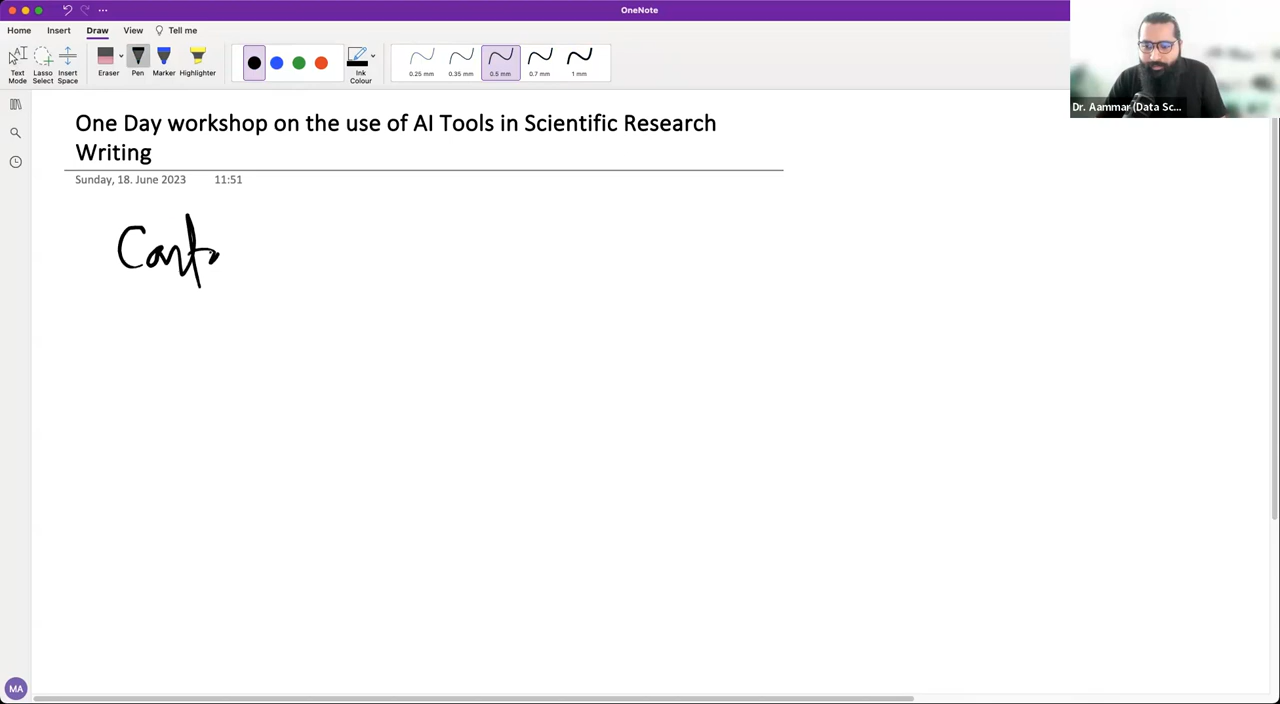 OneNote
Home Insert Draw View Tell me
Text Mode
Lasso Select
Insert Space
Eraser
Pen
Marker
Highlighter
Ink Colour
0.25 mm
0.35 mm
0.5 mm
0.7 mm
1 mm
Dr. Aammar (Data Sc...
One Day workshop on the use of AI Tools in Scientific Research
Writing
Sunday, 18. June 2023 11:51
MA